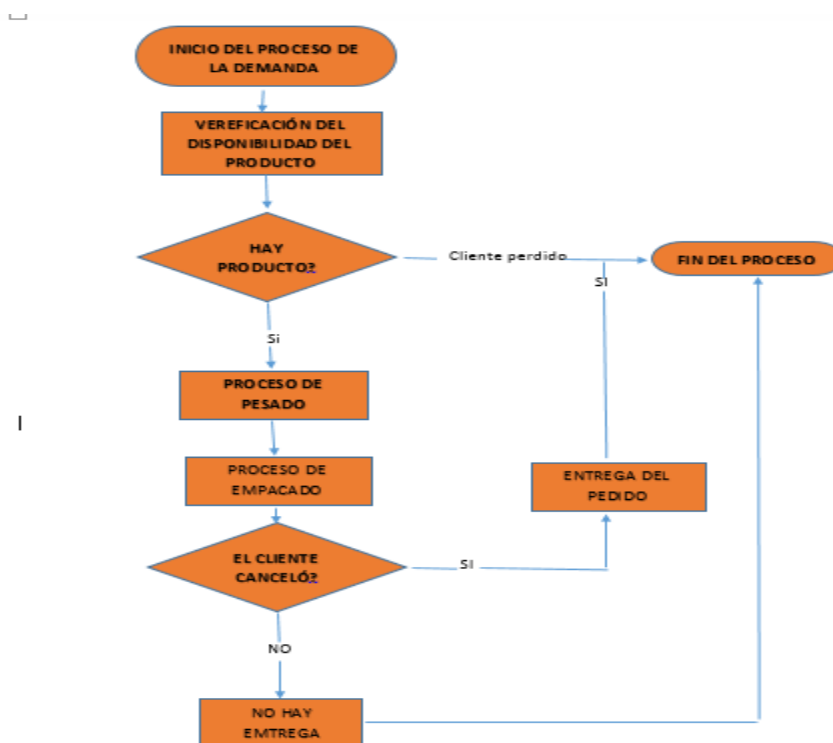 INICIO DEL PROCESO DE
LA DEMANDA
VEREFICACIÓN DEL
DISPONIBILIDAD DEL
PRODUCTO
HAY
PRODUCTO?
Cliente perdido
FIN DEL PROCESO
SI
Si
PROCESO DE
PESADO
PROCESO DE
EMPACADO
ENTREGA DEL
PEDIDO
EL CLIENTE
CANCELÓ?
SI
NO
NO HAY
EMTREGA